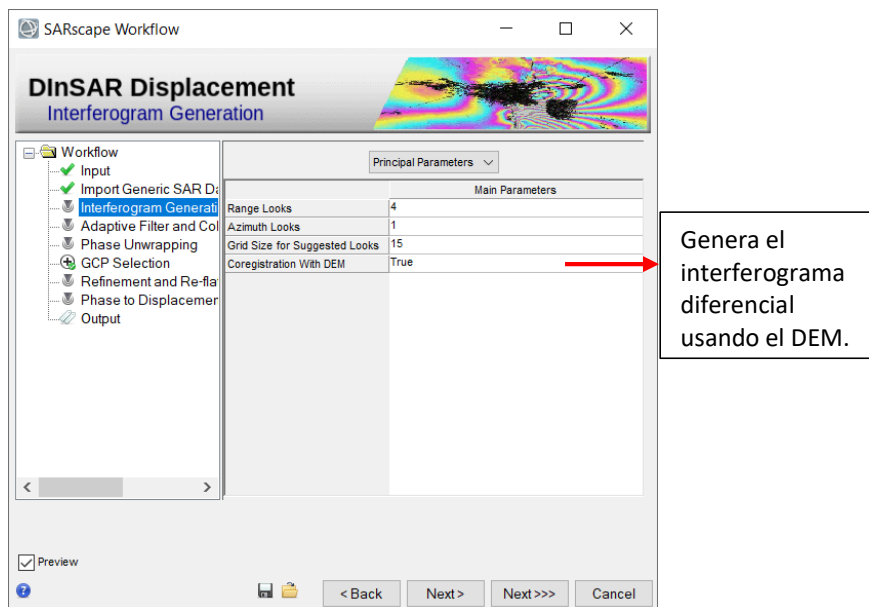 SARscape Workflow
DInSAR Displacement
Interferogram Generation
Workflow
Input
Import Generic SAR Da
Interferogram Generati
Adaptive Filter and Col
Phase Unwrapping
GCP Selection
Refinement and Re-fla
Phase to Displacemen
Output
Principal Parameters
Main Parameters
Range Looks 4
Azimuth Looks 1
Grid Size for Suggested Looks 15
Coregistration With DEM True
Genera el
interferograma
diferencial
usando el DEM.
Preview
< Back Next > Next >>> Cancel